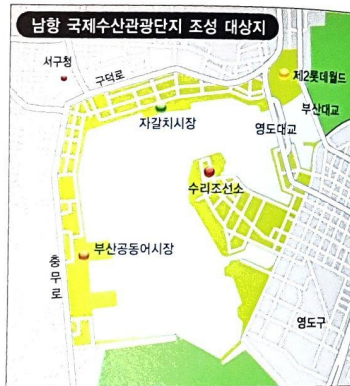 남항 국제수산관광단지 조성 대상지
서구청
구덕로
제2롯데월드
부산대교
자갈치시장
영도대교
수리조선소
부산공동어시장
충무로
영도구